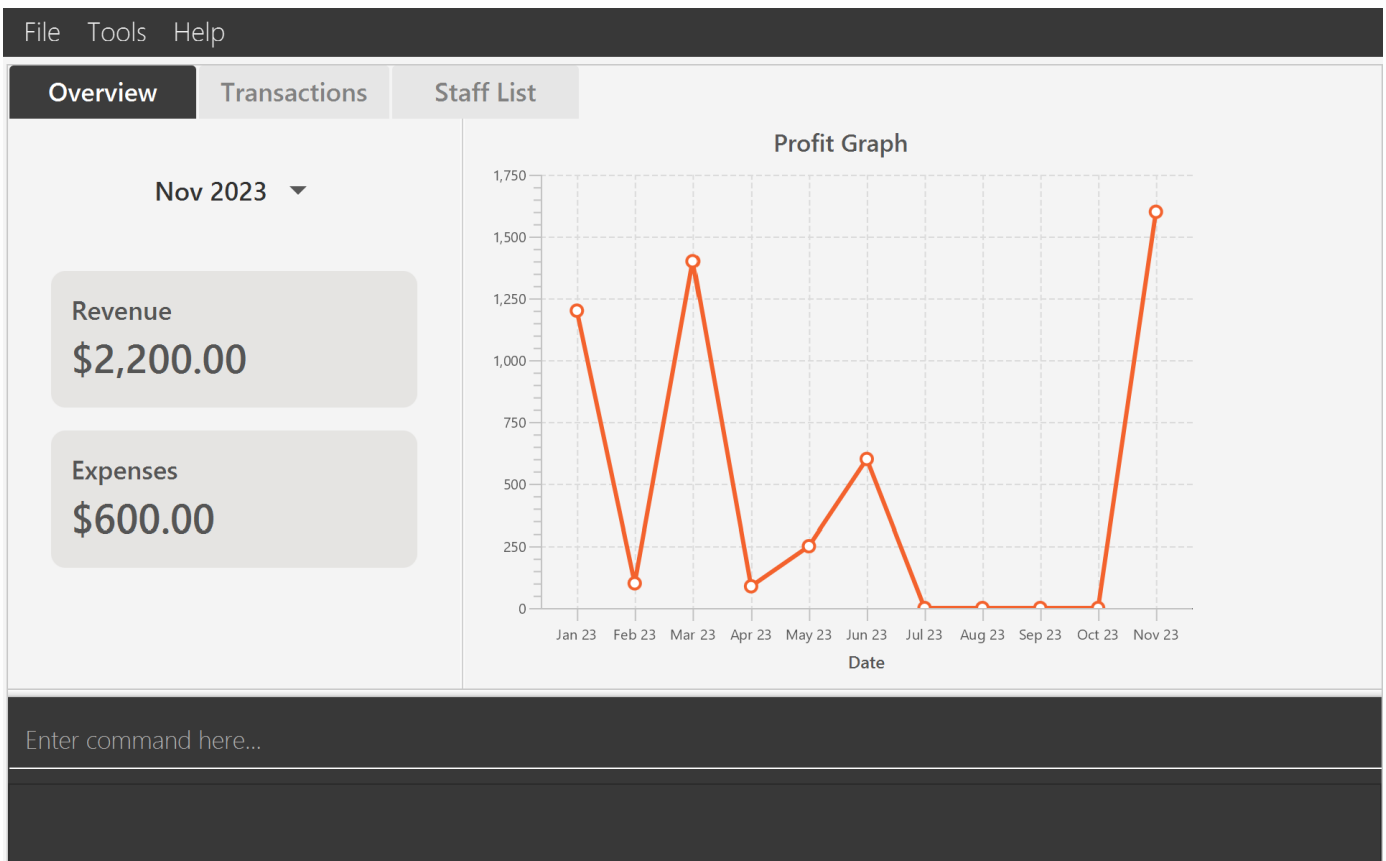 File Tools Help
Overview Transactions Staff List
Nov 2023
Revenue
$2,200.00
Expenses
$600.00
Profit Graph
1,750
1,500
1,250
1,000
750
500
250
0
Jan 23 Feb 23 Mar 23 Apr 23 May 23 Jun 23 Jul 23 Aug 23 Sep 23 Oct 23 Nov 23
Date
Enter command here...